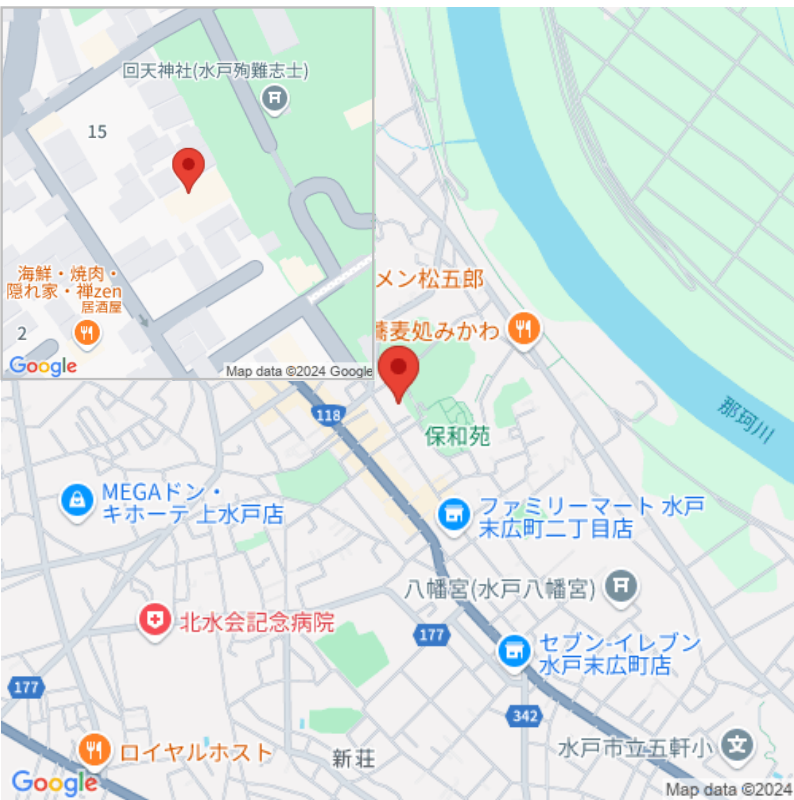 回天神社(水戸殉難志士)
15
海鮮・焼肉・
隠れ家・禅zen
居酒屋
2
Google
Map data ©2024 Google
メン松五郎
蕎麦処みかわ
118
保和苑
那珂川
MEGAドン・
キホーテ 上水戸店
ファミリーマート 水戸
末広町二丁目店
八幡宮(水戸八幡宮)
北水会記念病院
177
セブン-イレブン
水戸末広町店
177
342
ロイヤルホスト
新荘
水戸市立五軒小
Google
Map data ©2024